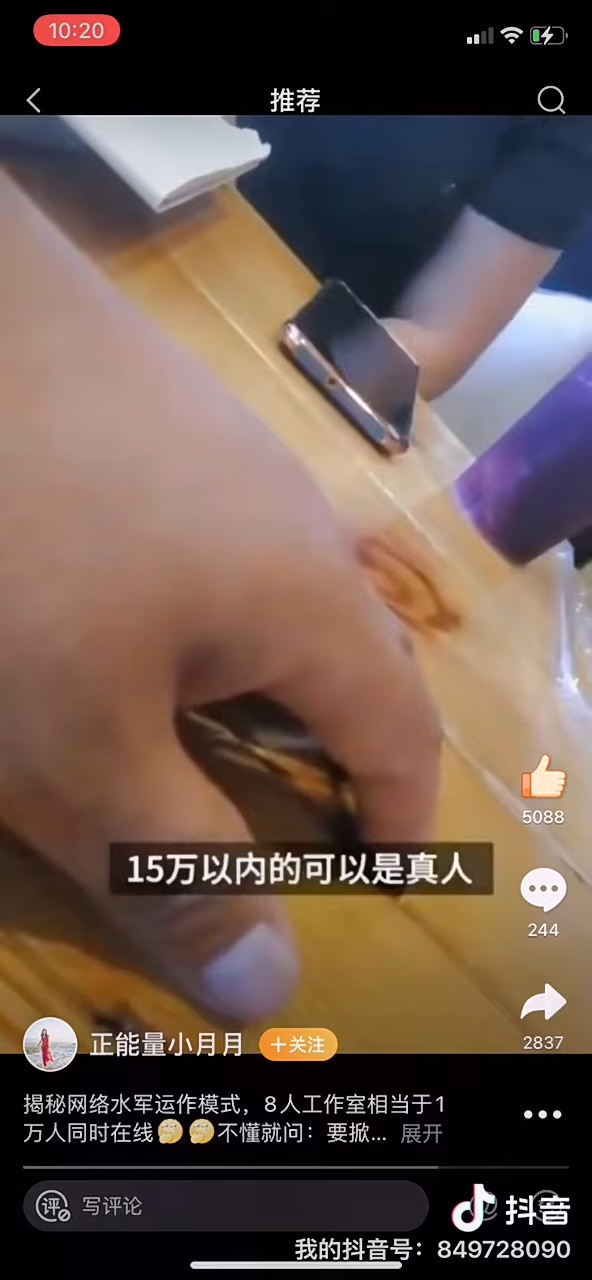 10:20
推荐
5088
15万以内的可以是真人
244
正能量小月月
+关注
2837
揭秘网络水军运作模式，8人工作室相当于1
万人同时在线🤔🤔不懂就问：要掀... 展开
评
写评论
抖音
我的抖音号：849728090